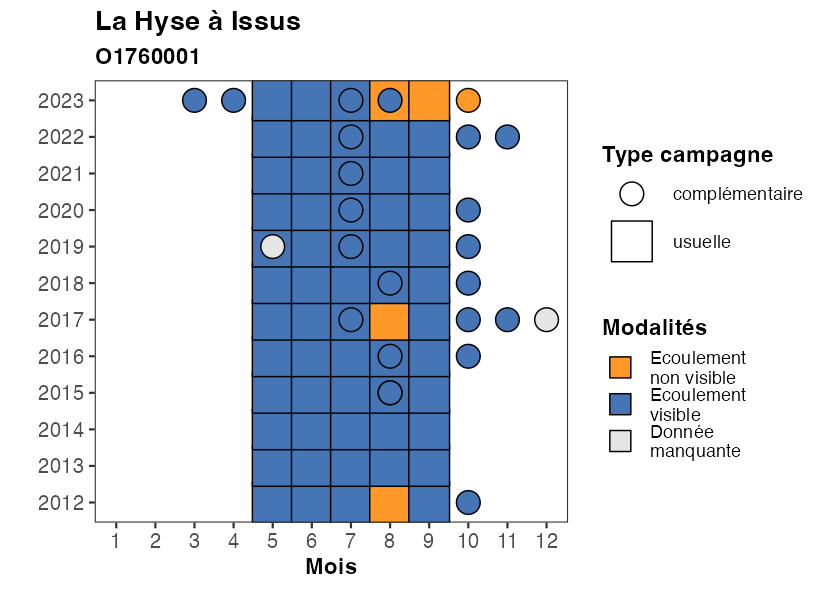 La Hyse à Issus
O1760001
2023
2022
2021
2020
2019
2018
2017
2016
2015
2014
2013
2012
1 2 3 4 5 6 7 8 9 10 11 12
Mois
Type campagne
complémentaire
usuelle
Modalités
Ecoulement
non visible
Ecoulement
visible
Donnée
manquante